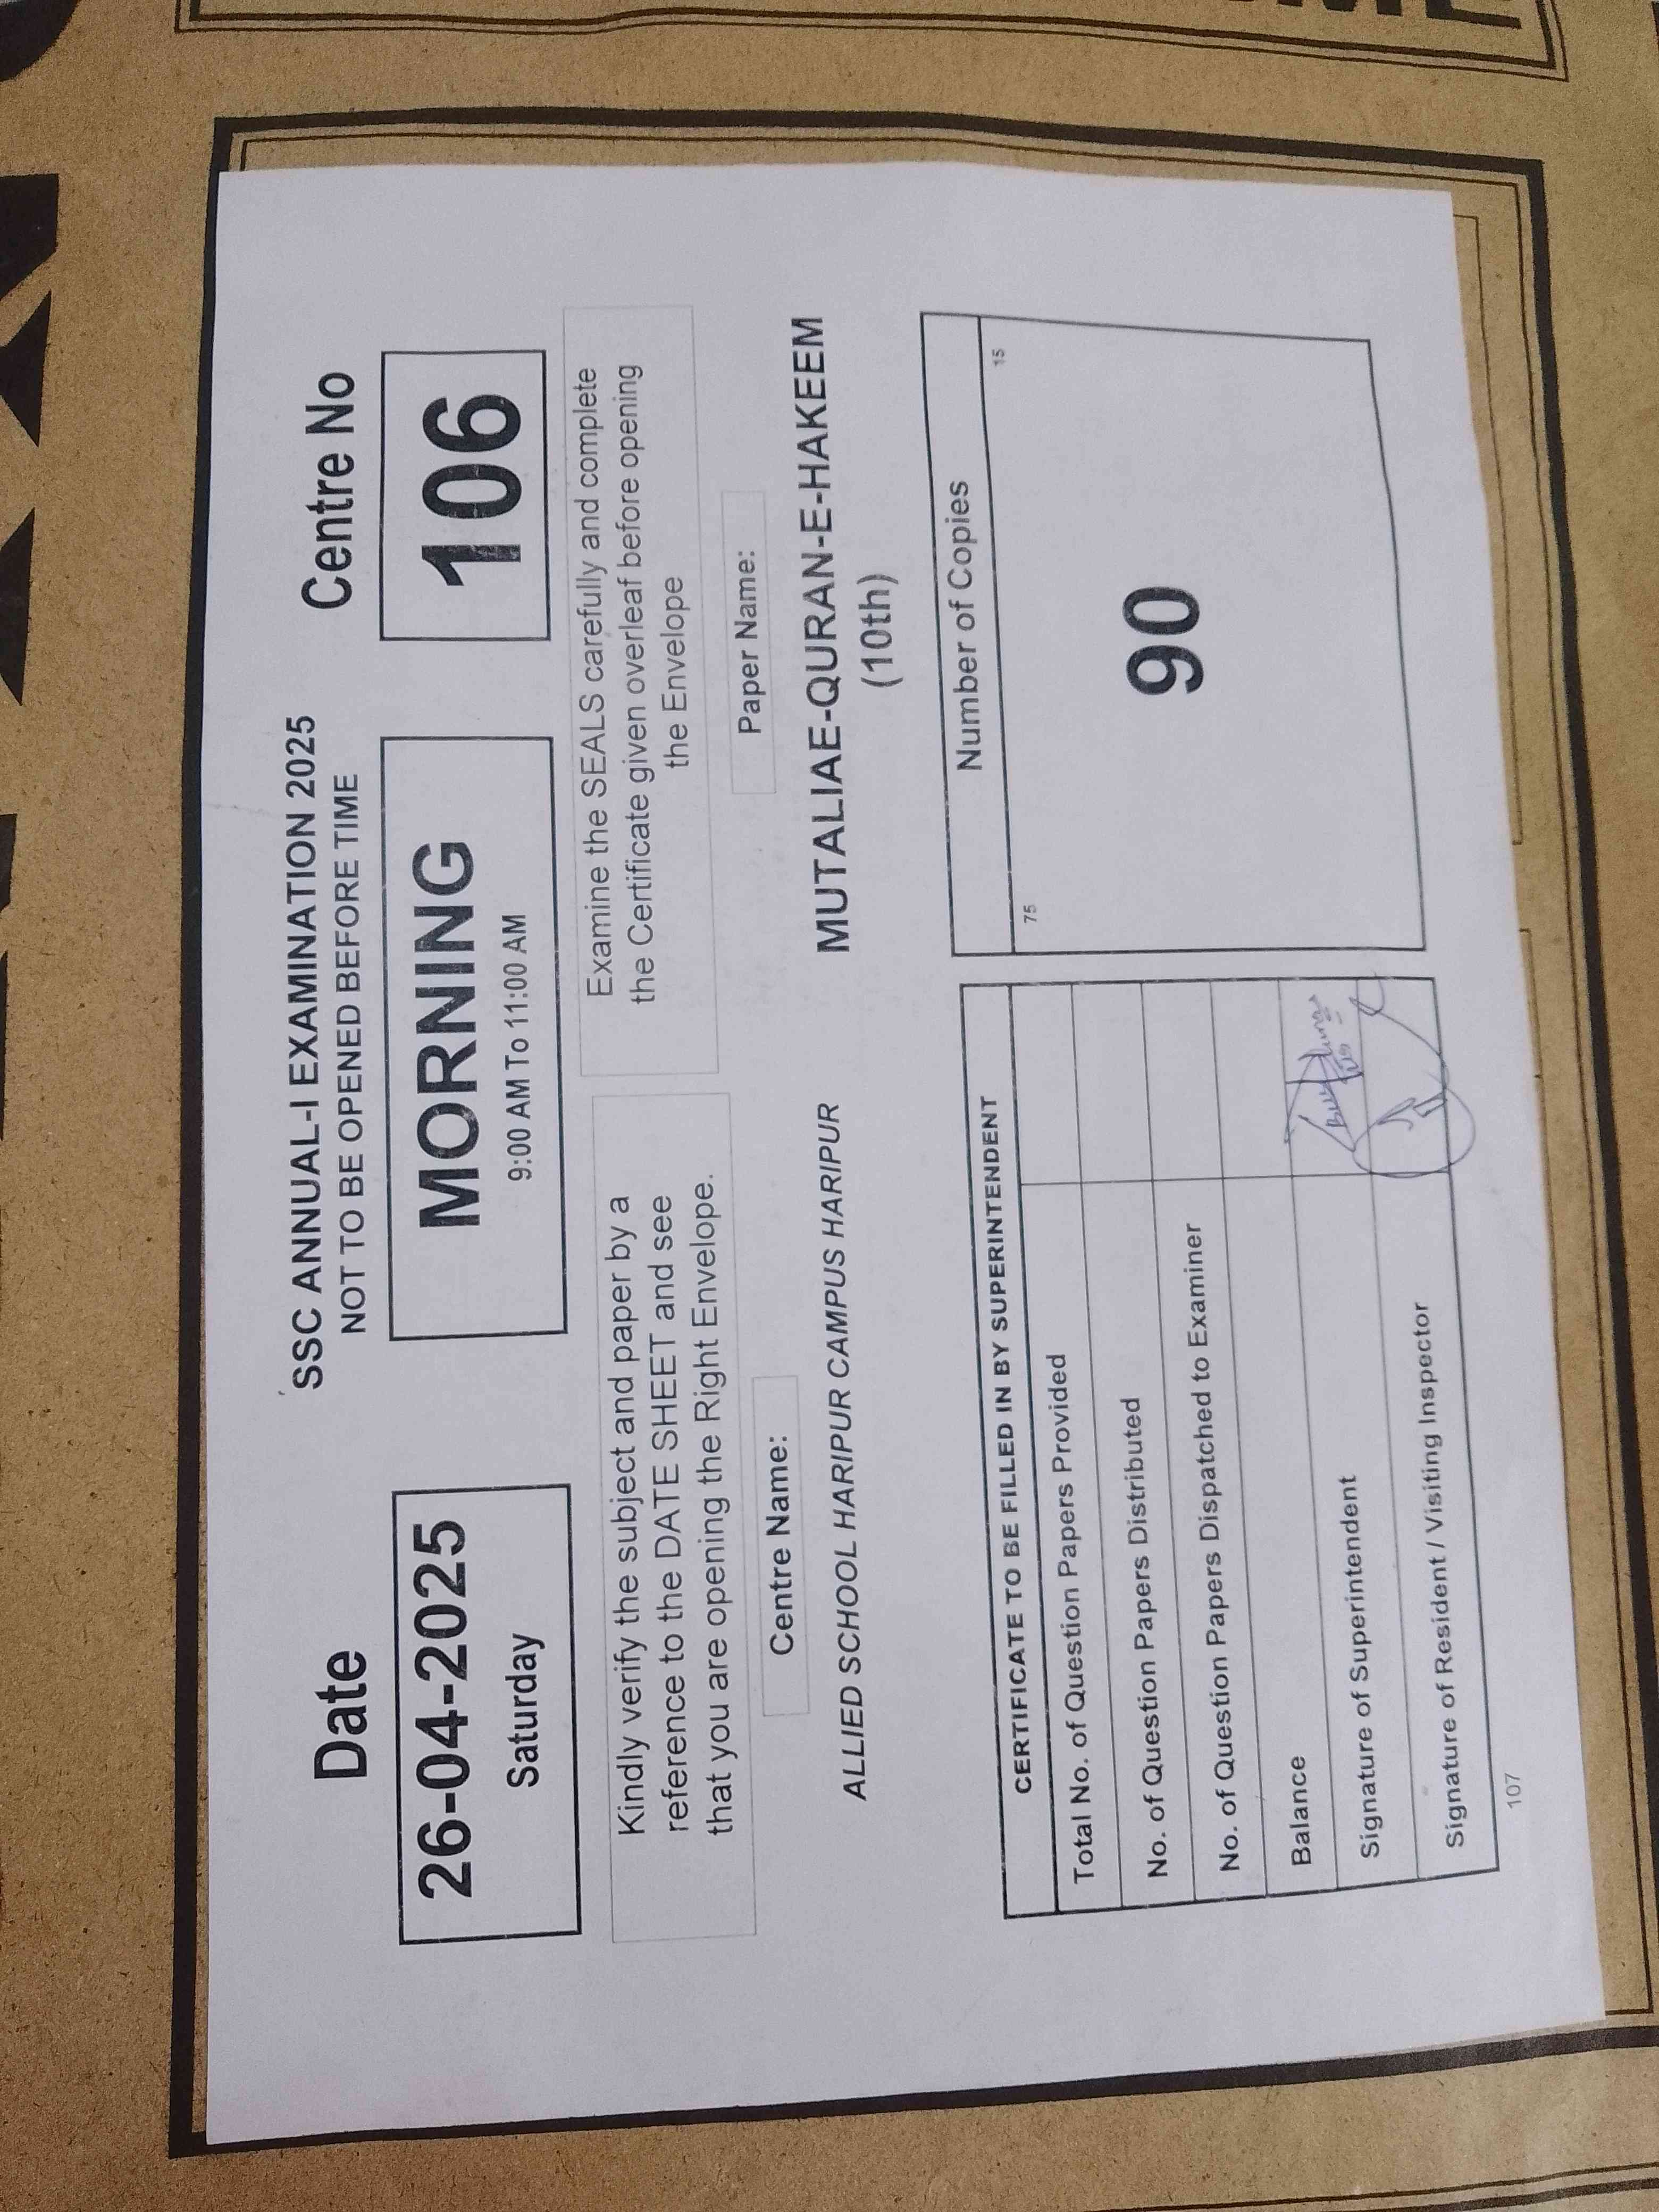 SSC ANNUAL-I EXAMINATION 2025
NOT TO BE OPENED BEFORE TIME
Date
26-04-2025
Saturday
MORNING
9:00 AM To 11:00 AM
Centre No
106
Kindly verify the subject and paper by a
reference to the DATE SHEET and see
that you are opening the Right Envelope.
Examine the SEALS carefully and complete
the Certificate given overleaf before opening
the Envelope
Centre Name:
ALLIED SCHOOL HARIPUR CAMPUS HARIPUR
Paper Name:
MUTALIAE-QURAN-E-HAKEEM
(10th)
CERTIFICATE TO BE FILLED IN BY SUPERINTENDENT
Total No. of Question Papers Provided
No. of Question Papers Distributed
No. of Question Papers Dispatched to Examiner
Balance
Signature of Superintendent
Signature of Resident / Visiting Inspector
Number of Copies
75
15
90
107